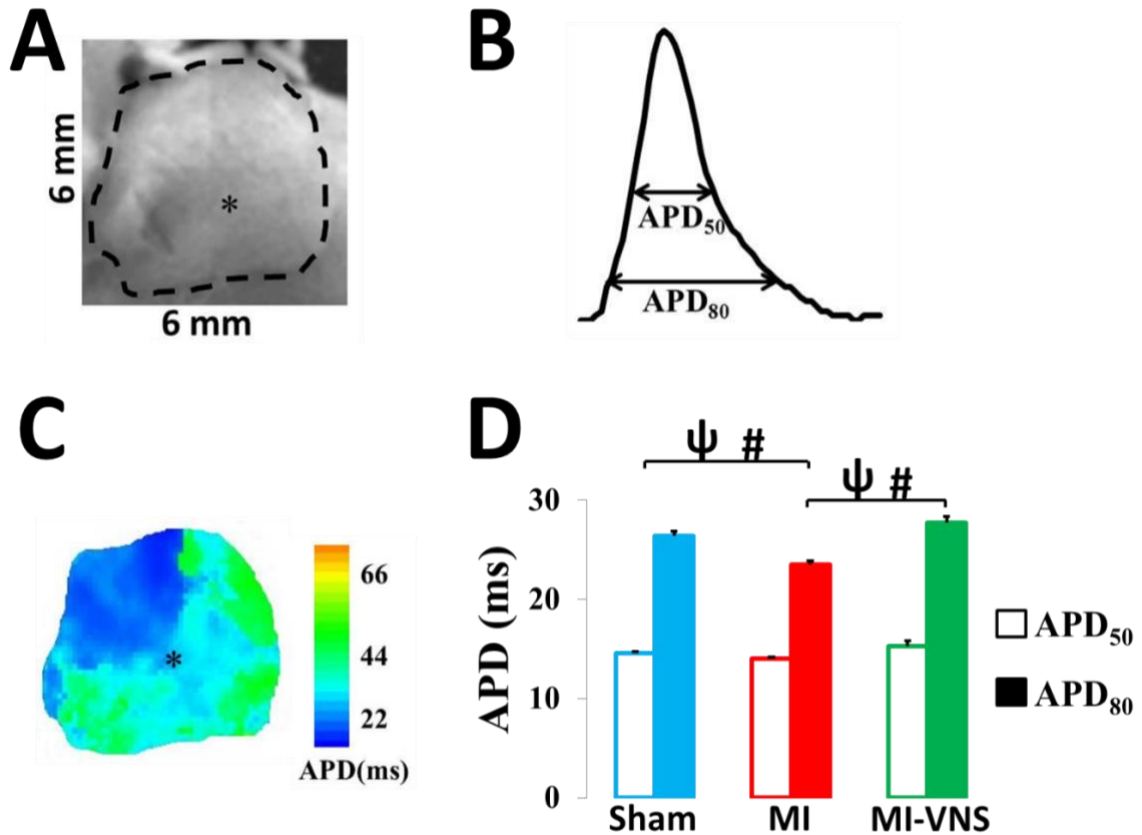 A
6 mm
*
6 mm
B
APD50
APD80
C
*
66
44
22
APD(ms)
D
ψ #
ψ #
APD (ms)
30
20
10
0
Sham
MI
MI-VNS
APD50
APD80